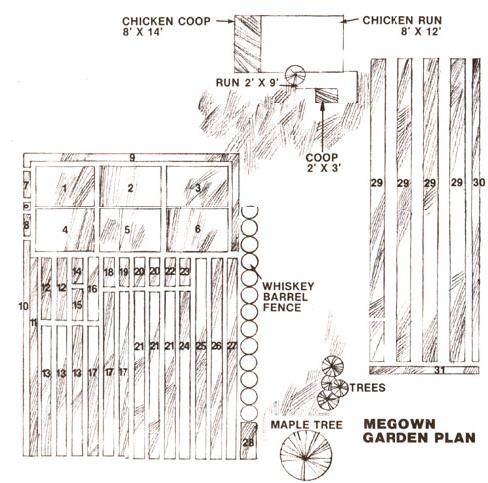 CHICKEN COOP
8' X 14'
CHICKEN RUN
8' X 12'
RUN 2' X 9'
COOP
2' X 3'
9
7
1
2
3
29
29
29
29
30
8
4
5
6
14
18
19
20
20
22
23
12
12
16
15
WHISKEY
BARREL
FENCE
10
11
21
21
24
25
26
27
13
13
13
17
17
17
31
TREES
MAPLE TREE
MEGOWN
GARDEN PLAN
28